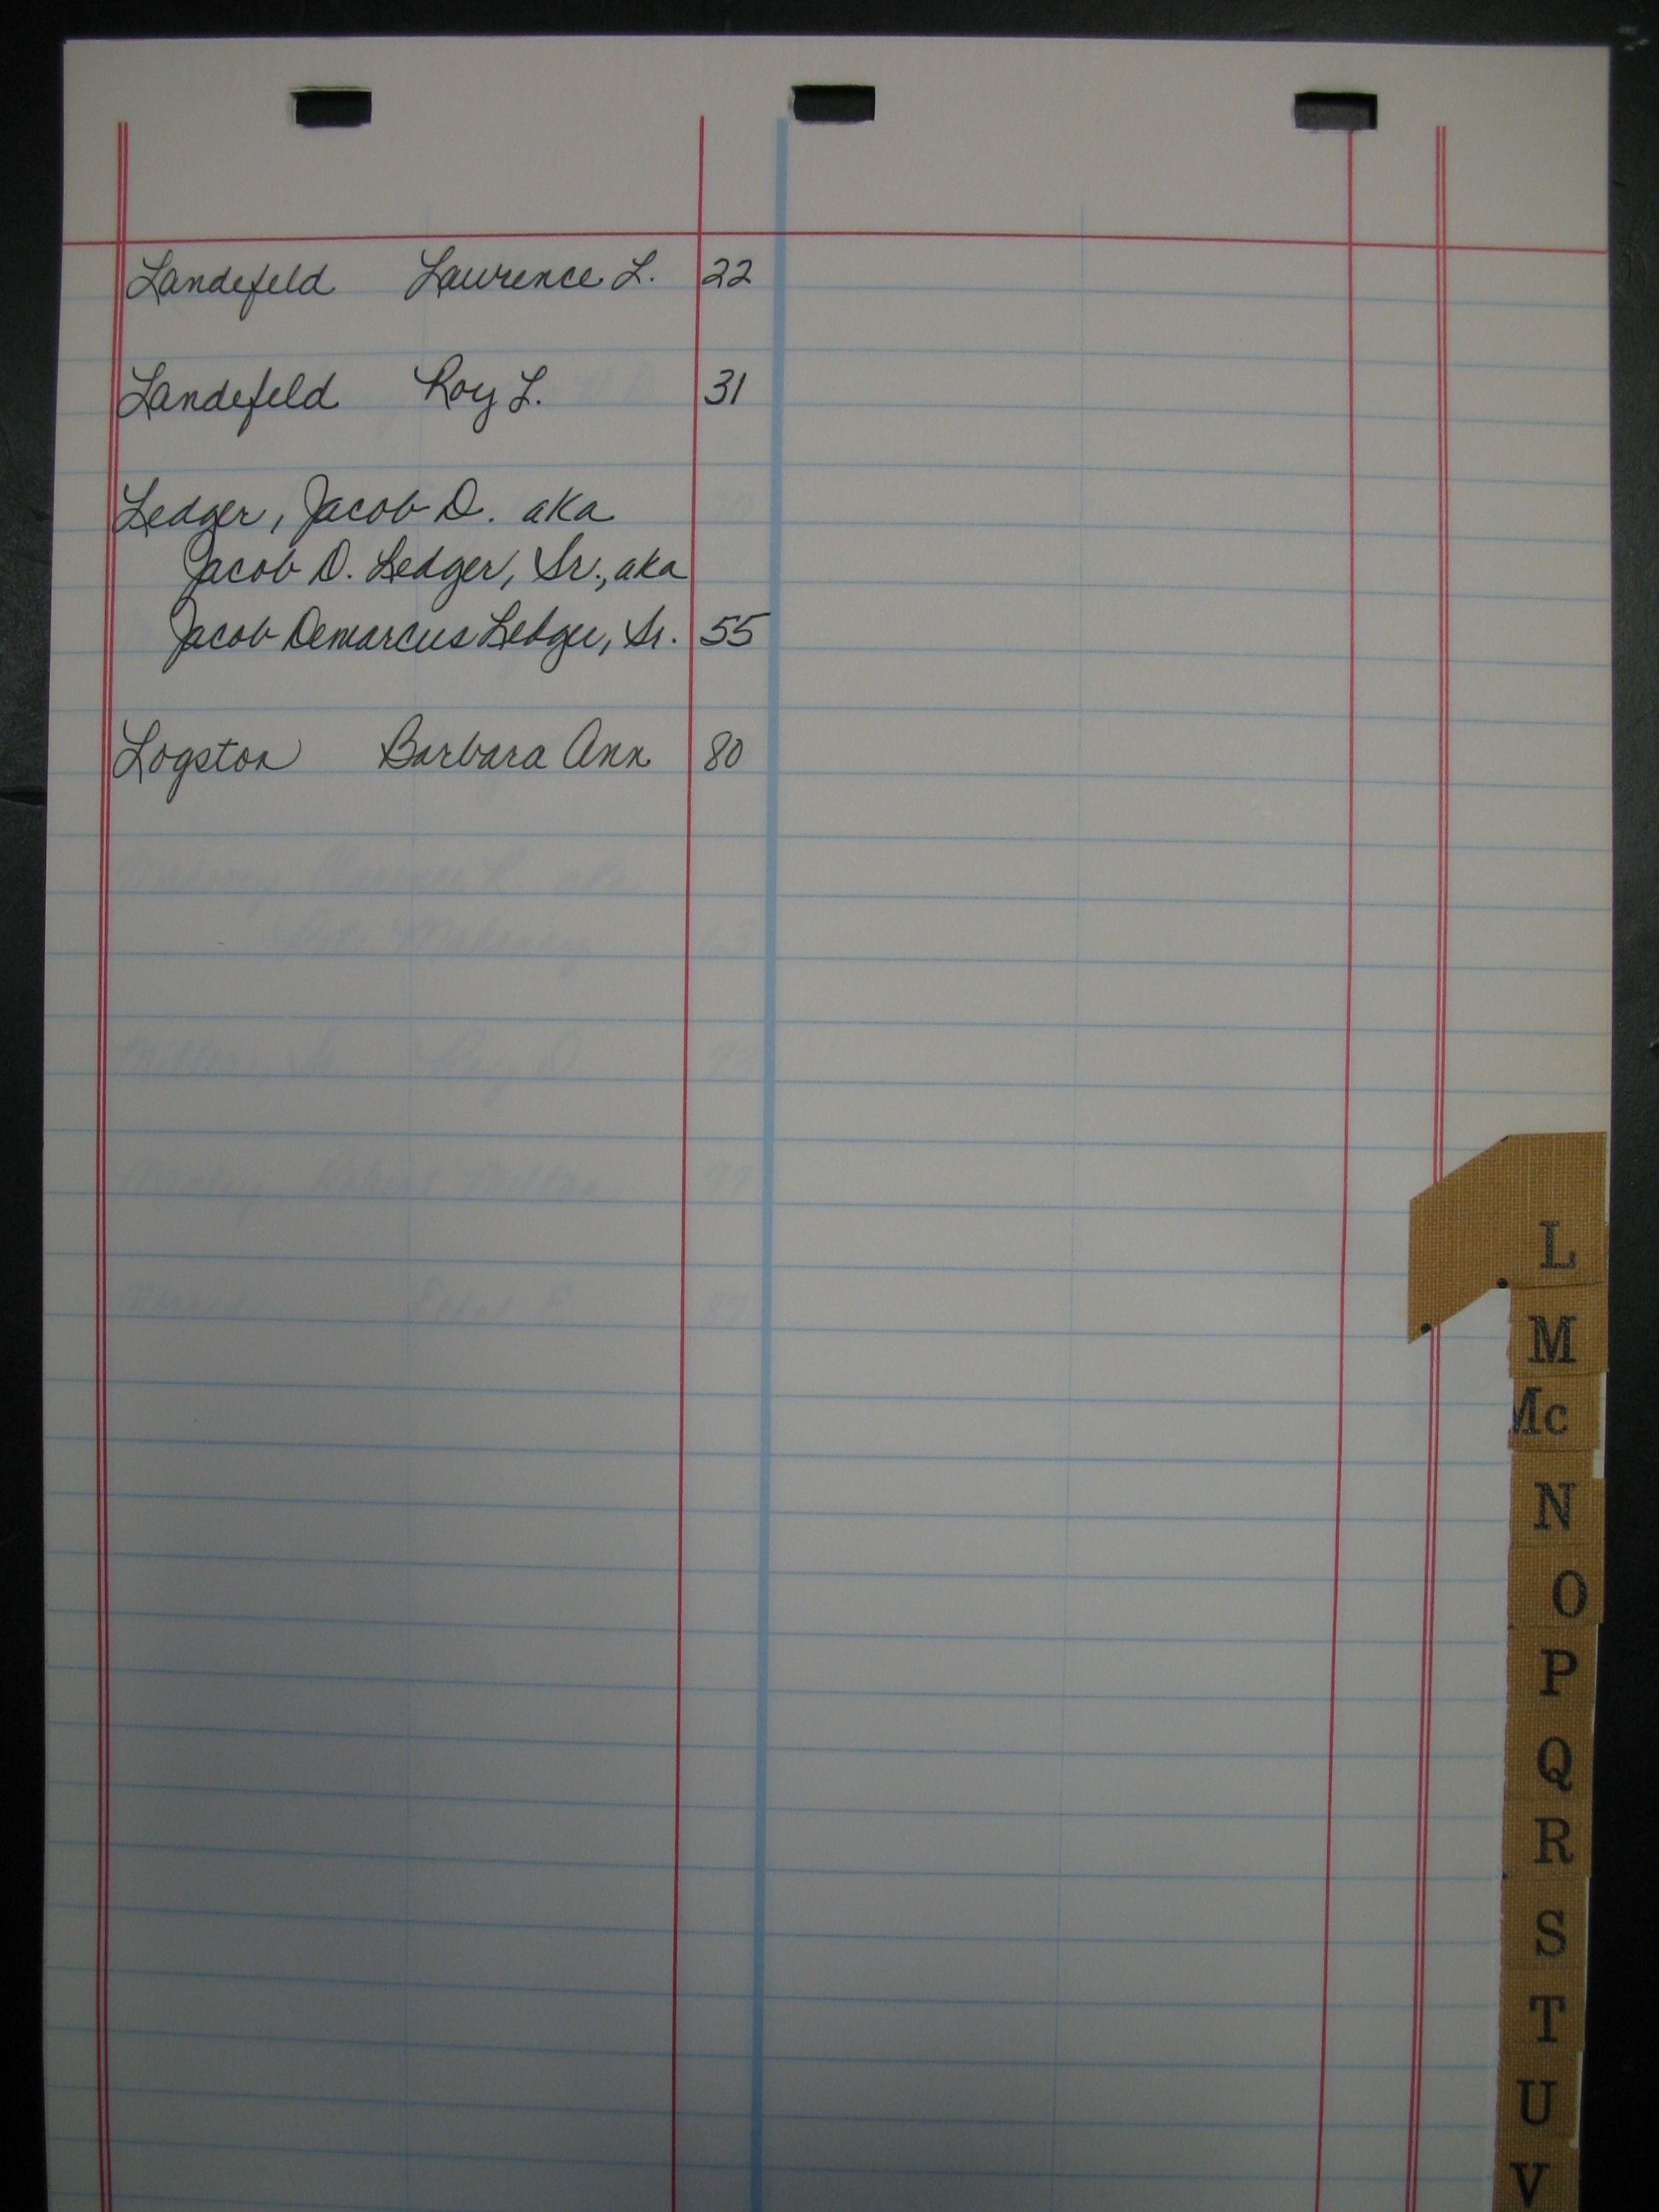 Landefeld Lawrence L. 22
Landefeld Roy L. 31
Ledger, Jacob D. aka
Jacob D. Ledger, Sr., aka
Jacob Demarcus Ledger, Sr. 55
Logston Barbara Ann 80
L
M
Mc
N
O
P
Q
R
S
T
U
V